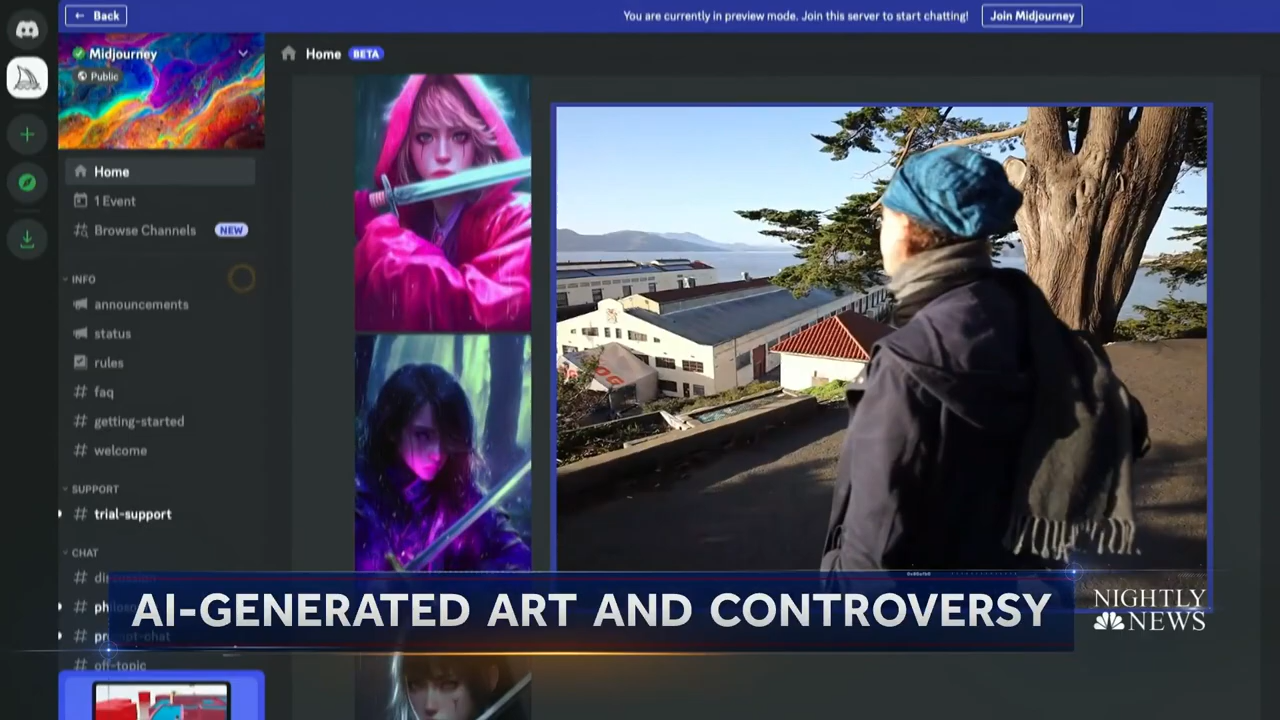 ← Back
You are currently in preview mode. Join this server to start chatting!
Join Midjourney
Midjourney
Public
Home
BETA
Home
1 Event
Browse Channels
NEW
INFO
announcements
status
rules
# faq
# getting-started
# welcome
SUPPORT
# trial-support
CHAT
# off-topic
AI-GENERATED ART AND CONTROVERSY
NIGHTLY
NEWS